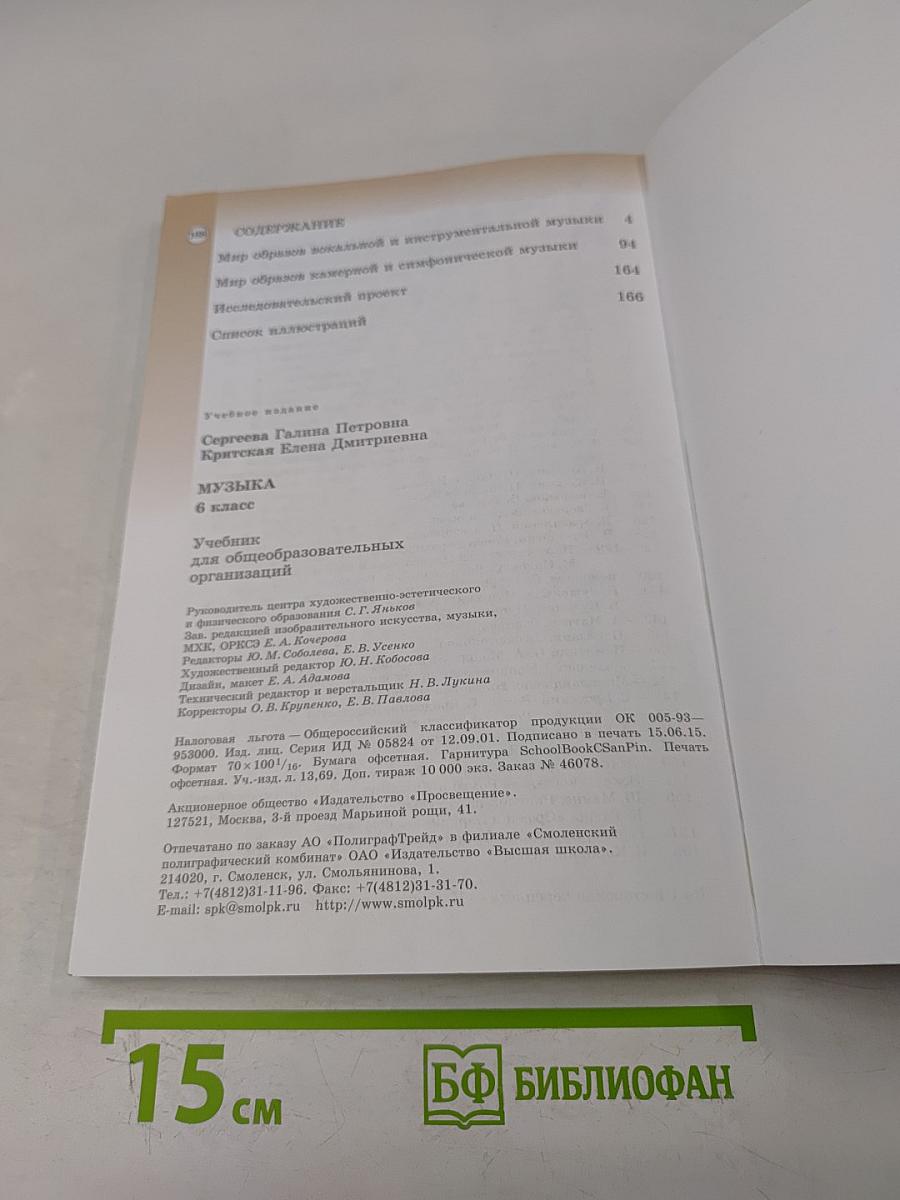 СОДЕРЖАНИЕ
Мир образов вокальной и инструментальной музыки 4
Мир образов камерной и симфонической музыки 94
Исследовательский проект 164
Список иллюстраций 166
Учебное издание
Сергеева Галина Петровна
Критская Елена Дмитриевна
МУЗЫКА
6 класс
Учебник
для общеобразовательных
организаций
Руководитель центра художественно-эстетического
и физического образования С. Г. Яньков
Зав. редакцией изобразительного искусства, музыки,
МХК, ОРКСЭ Е. А. Кочерова
Редакторы Ю. М. Соболева, Е. В. Усенко
Художественный редактор Ю. Н. Кобосова
Дизайн, макет Е. А. Адамова
Технический редактор и верстальщик Н. В. Лукина
Корректоры О. В. Крупенко, Е. В. Павлова
Налоговая льгота — Общероссийский классификатор продукции ОК 005-93—
953000. Изд. лиц. Серия ИД № 05824 от 12.09.01. Подписано в печать 15.06.15.
Формат 70×100 1/16. Бумага офсетная. Гарнитура SchoolBookCSanPin. Печать
офсетная. Уч.-изд. л. 13,69. Доп. тираж 10 000 экз. Заказ № 46078.
Акционерное общество «Издательство «Просвещение».
127521, Москва, 3-й проезд Марьиной рощи, 41.
Отпечатано по заказу АО «ПолиграфТрейд» в филиале «Смоленский
полиграфический комбинат» ОАО «Издательство «Высшая школа».
214020, г. Смоленск, ул. Смольянинова, 1.
Тел.: +7(4812)31-11-96. Факс: +7(4812)31-31-70.
E-mail: spk@smolpk.ru http://www.smolpk.ru
15 см
БФ БИБЛИОФАН